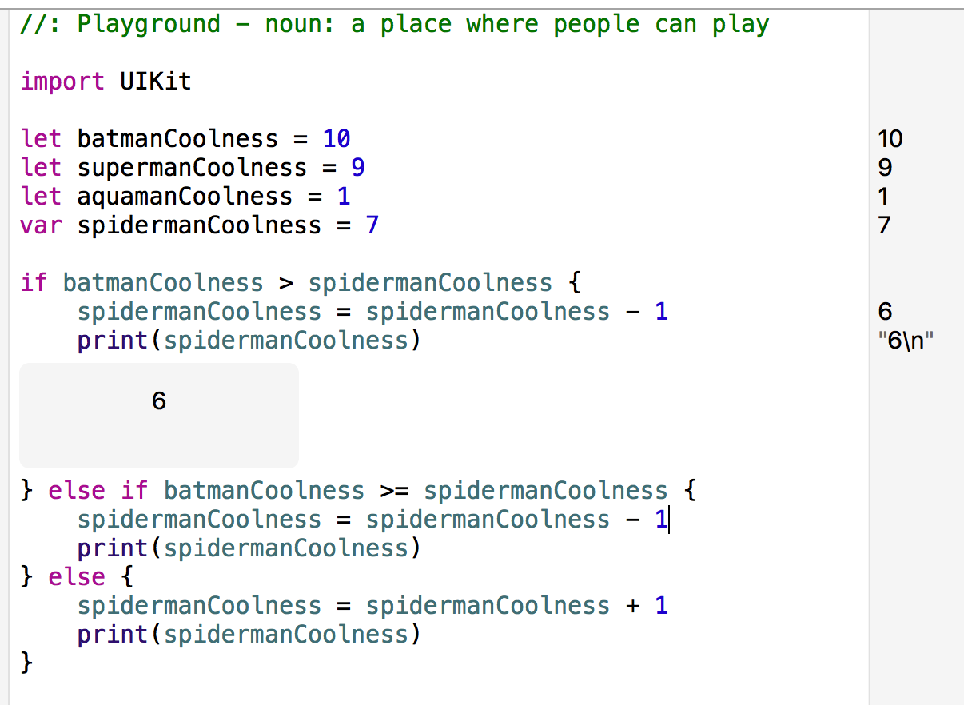 //: Playground – noun: a place where people can play
import UIKit
let batmanCoolness = 10 10
let supermanCoolness = 9 9
let aquamanCoolness = 1 1
var spidermanCoolness = 7 7
if batmanCoolness > spidermanCoolness {
    spidermanCoolness = spidermanCoolness – 1 6
    print(spidermanCoolness) "6\n"
6
} else if batmanCoolness >= spidermanCoolness {
    spidermanCoolness = spidermanCoolness – 1
    print(spidermanCoolness)
} else {
    spidermanCoolness = spidermanCoolness + 1
    print(spidermanCoolness)
}